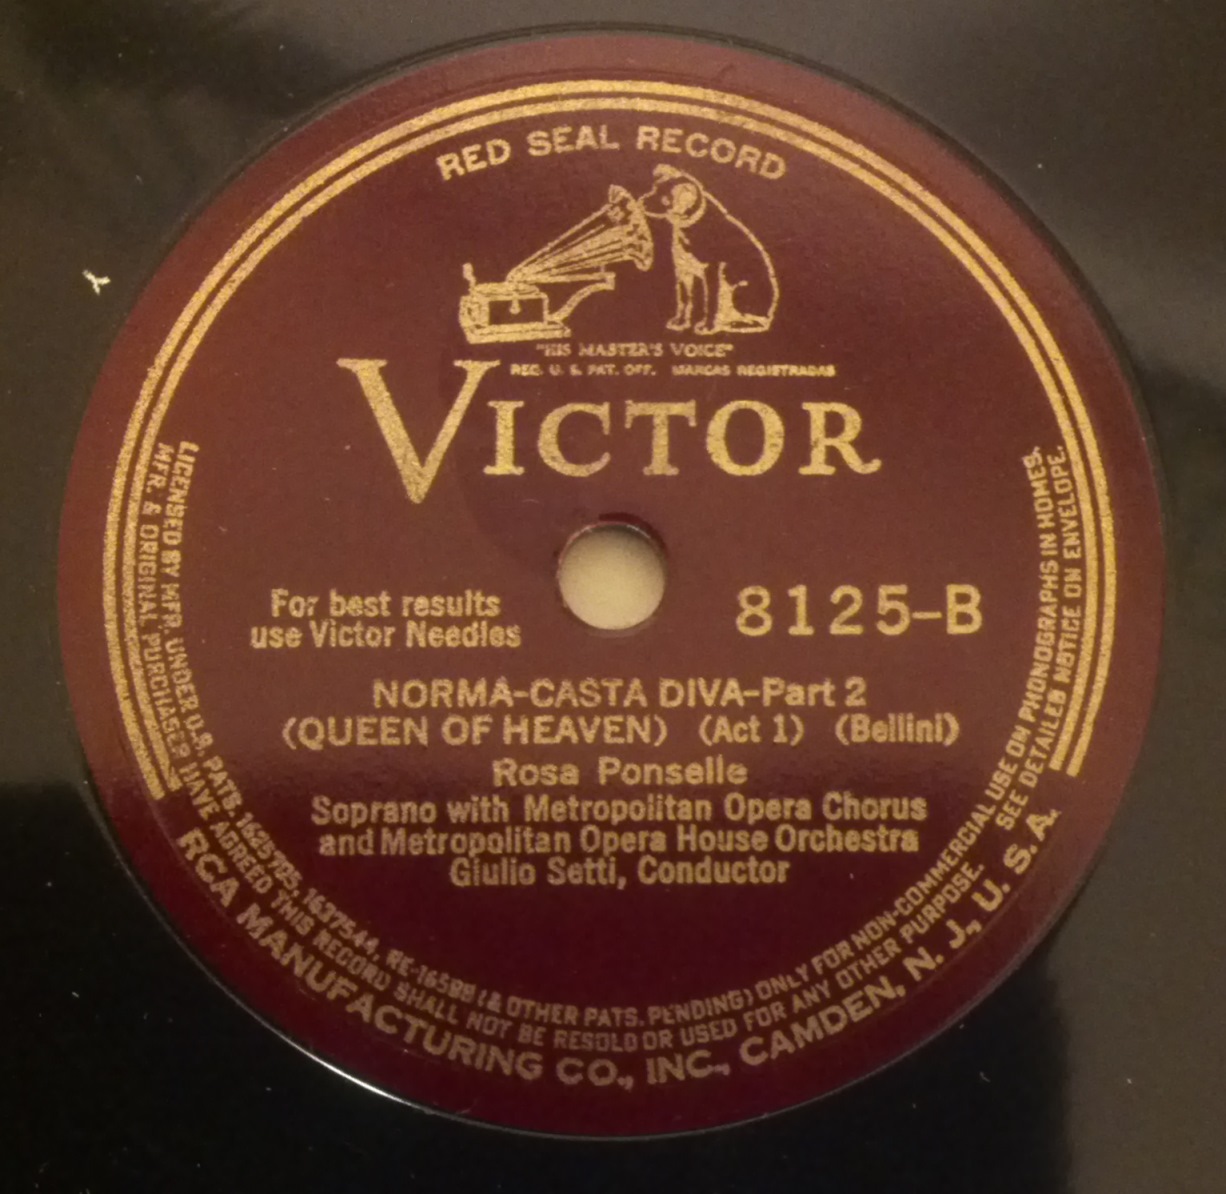 RED SEAL RECORD
"HIS MASTER'S VOICE"
REG. U. S. PAT. OFF. MARCAS REGISTRADAS
VICTOR
For best results
use Victor Needles
8125-B
NORMA-CASTA DIVA-Part 2
(QUEEN OF HEAVEN) (Act 1) (Bellini)
Rosa Ponselle
Soprano with Metropolitan Opera Chorus
and Metropolitan Opera House Orchestra
Giulio Setti, Conductor
LICENSED BY MFR. UNDER U.S. PATS. 1625705, 1637544, RE-16588 (& OTHER PATS. PENDING) ONLY FOR NON-COMMERCIAL USE ON PHONOGRAPHS IN HOMES.
MFR. & ORIGINAL PURCHASER HAVE AGREED THIS RECORD SHALL NOT BE RESOLD OR USED FOR ANY OTHER PURPOSE. SEE DETAILED NOTICE ON ENVELOPE.
RCA MANUFACTURING CO., INC., CAMDEN, N. J., U. S. A.